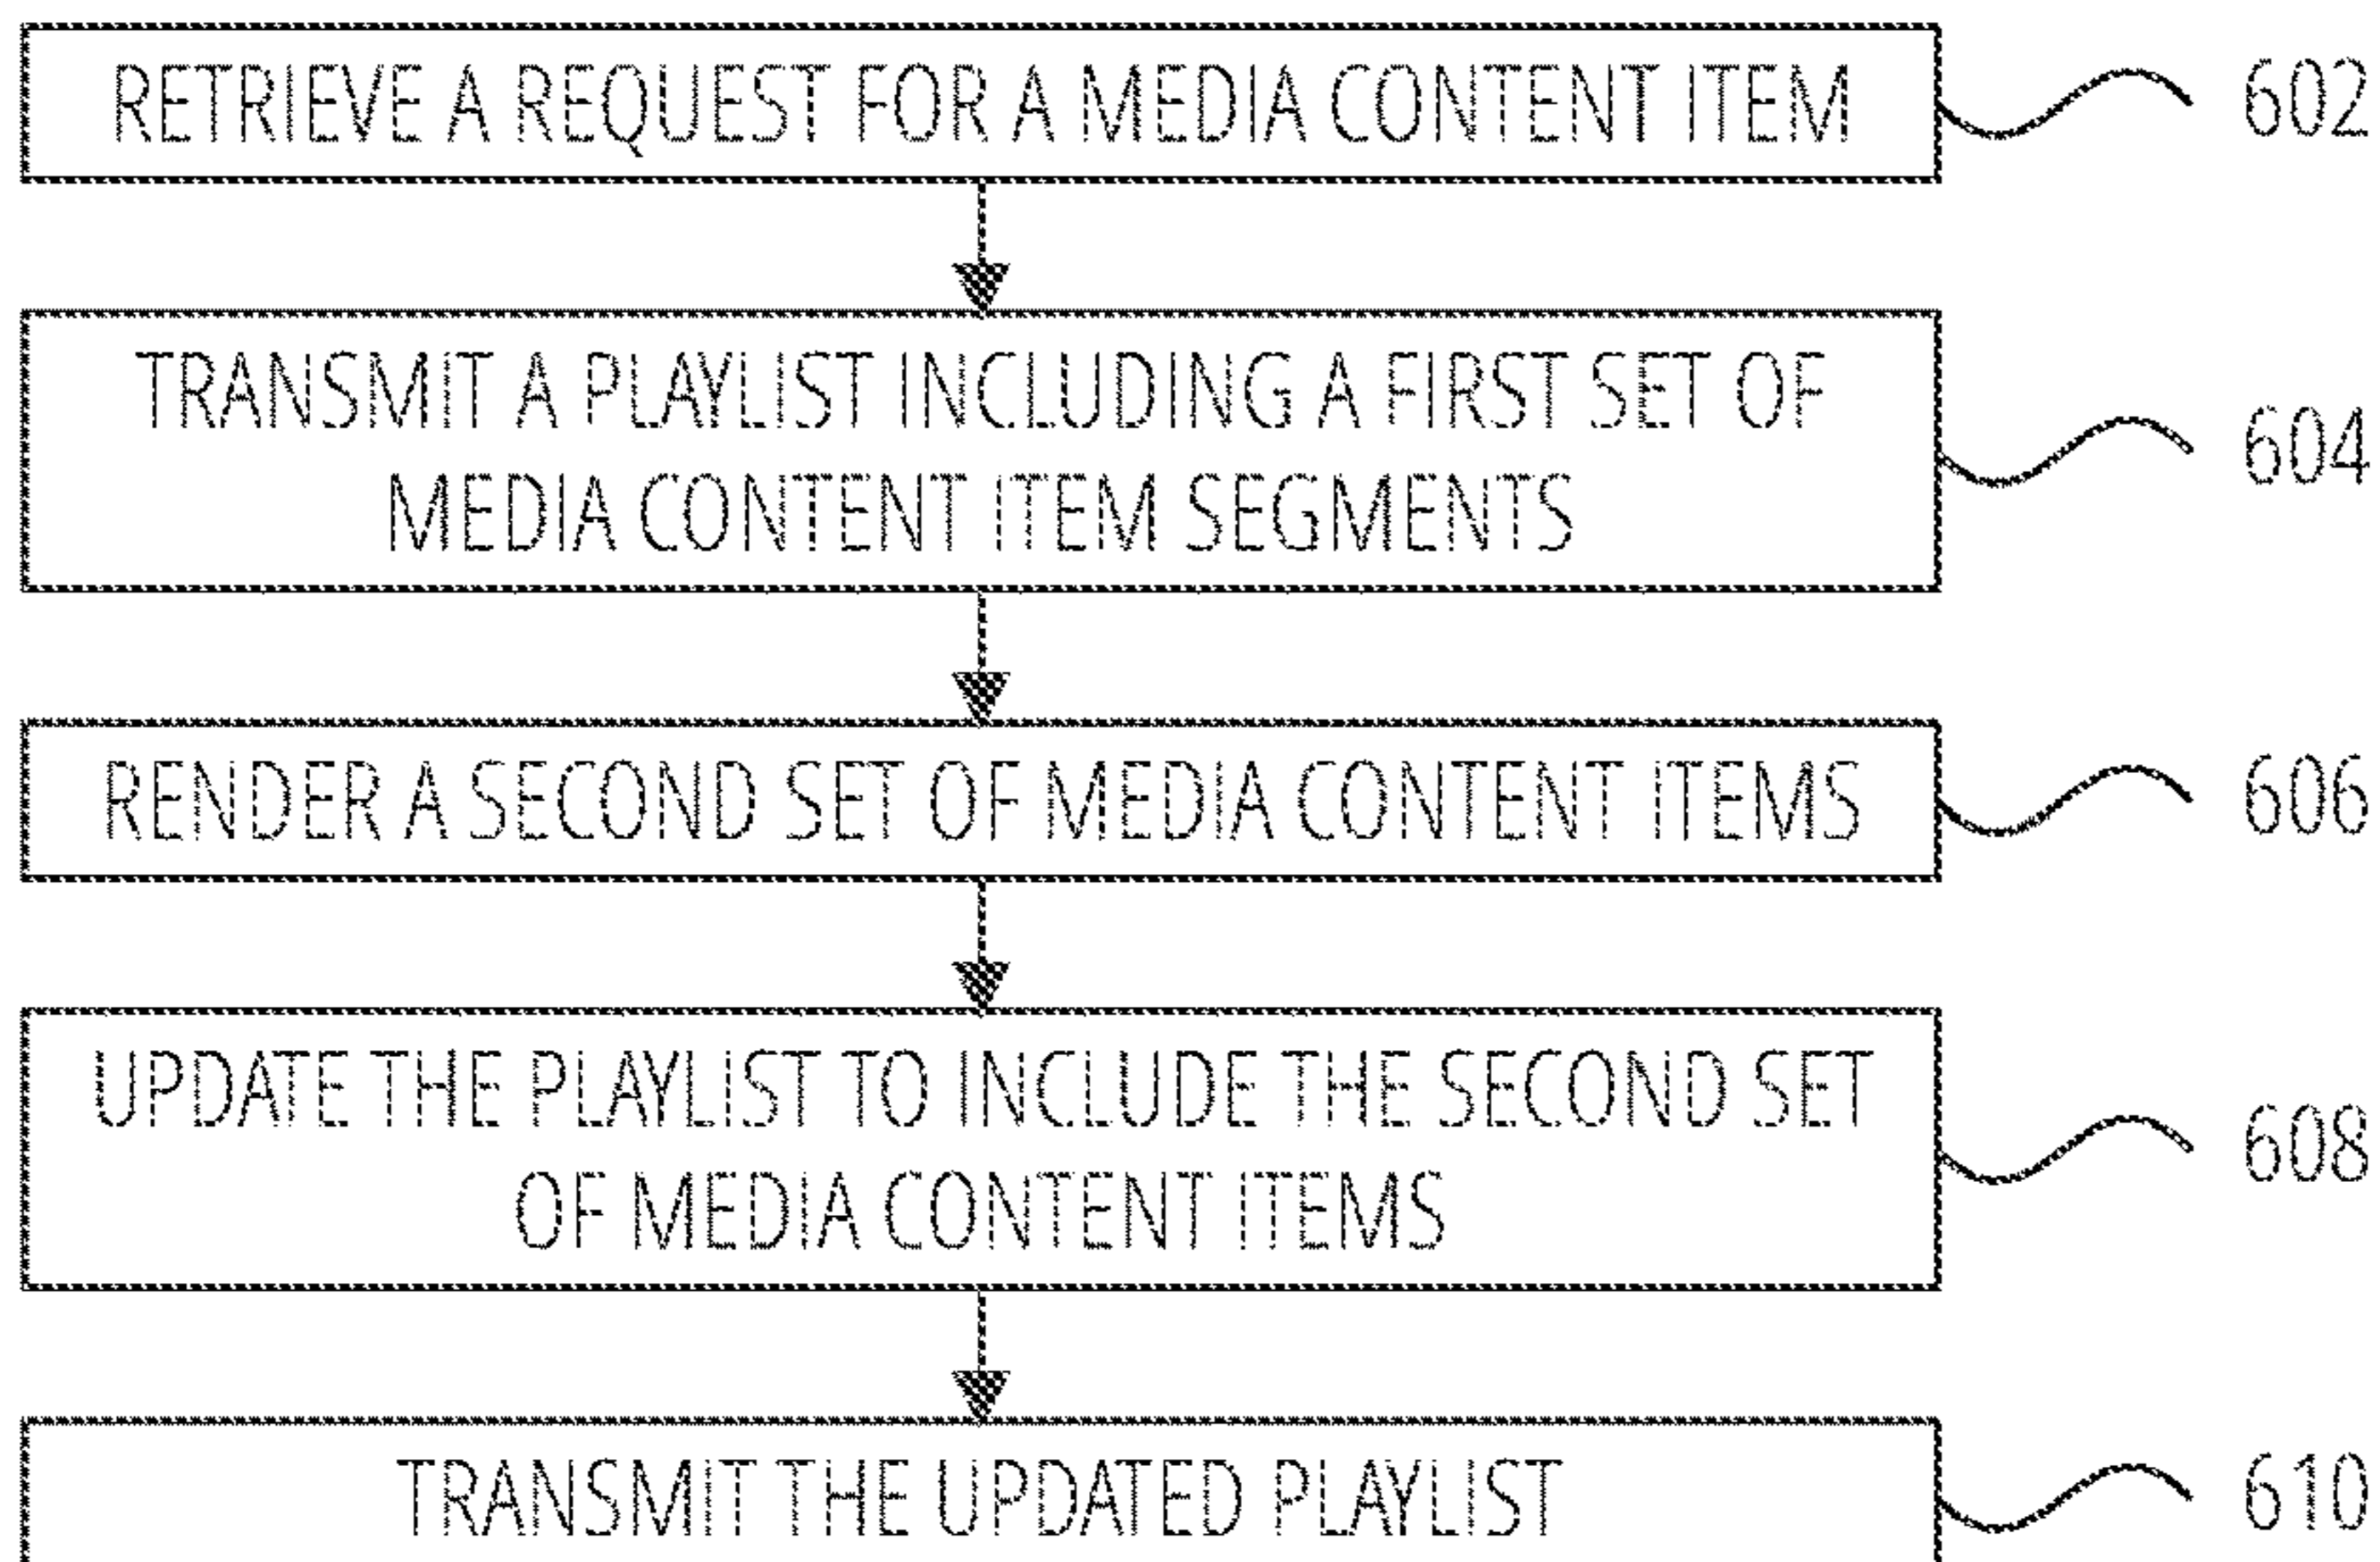 RETRIEVE A REQUEST FOR A MEDIA CONTENT ITEM 602
TRANSMIT A PLAYLIST INCLUDING A FIRST SET OF
MEDIA CONTENT ITEM SEGMENTS
604
RENDER A SECOND SET OF MEDIA CONTENT ITEMS 606
UPDATE THE PLAYLIST TO INCLUDE THE SECOND SET
OF MEDIA CONTENT ITEMS
608
TRANSMIT THE UPDATED PLAYLIST 610